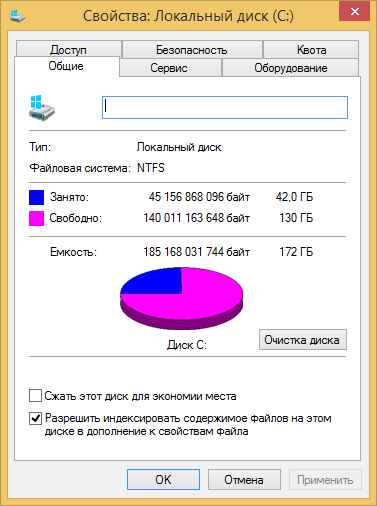 Свойства: Локальный диск (C:)
Доступ Безопасность Квота
Общие Сервис Оборудование
Тип: Локальный диск
Файловая система: NTFS
Занято: 45 156 868 096 байт 42,0 ГБ
Свободно: 140 011 163 648 байт 130 ГБ
Емкость: 185 168 031 744 байт 172 ГБ
Диск C:
Очистка диска
Сжать этот диск для экономии места
Разрешить индексировать содержимое файлов на этом
диске в дополнение к свойствам файла
OK Отмена Применить